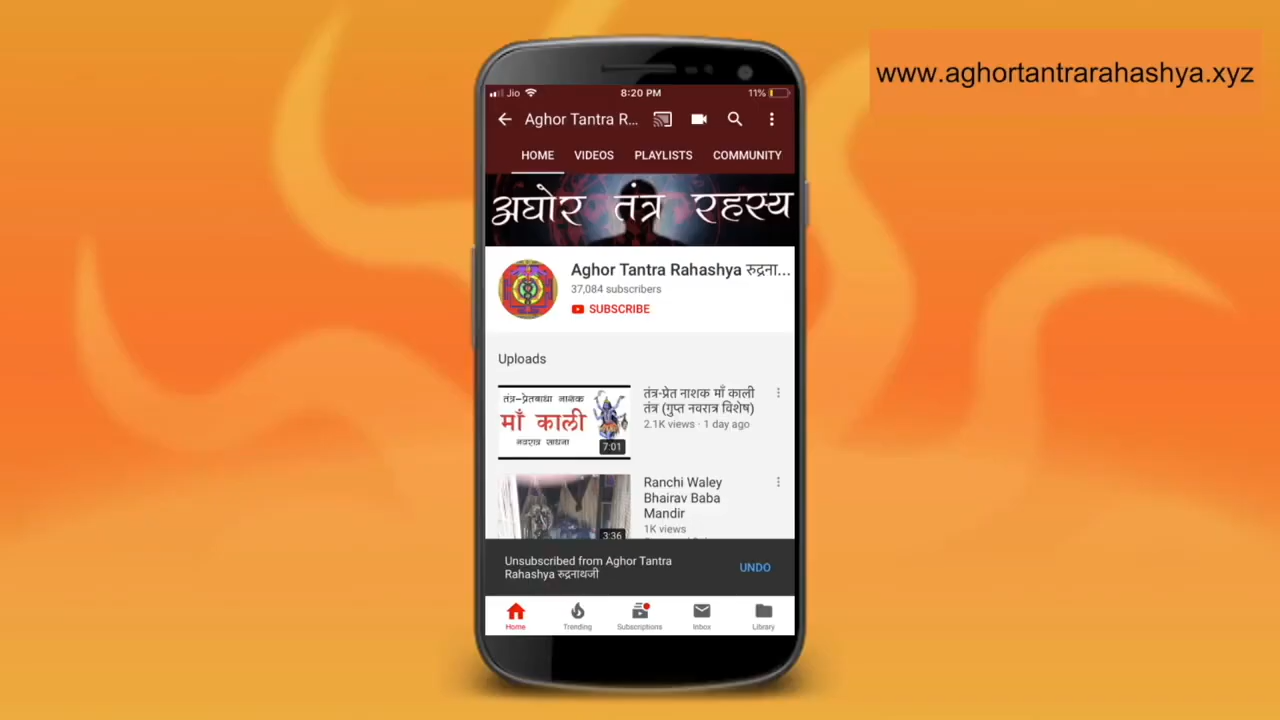 www.aghortantrarahashya.xyz
Jio 8:20 PM 11%
Aghor Tantra R...
HOME VIDEOS PLAYLISTS COMMUNITY
अघोर तंत्र रहस्य
Aghor Tantra Rahashya रुद्रना...
37,084 subscribers
SUBSCRIBE
Uploads
तंत्र-प्रेतबाधा नाशक
माँ काली
नवरात्र साधना
7:01
तंत्र-प्रेत नाशक माँ काली
तंत्र (गुप्त नवरात्र विशेष)
2.1K views · 1 day ago
3:36
Ranchi Waley
Bhairav Baba
Mandir
1K views
Unsubscribed from Aghor Tantra
Rahashya रुद्रनाथजी
UNDO
Home Trending Subscriptions Inbox Library